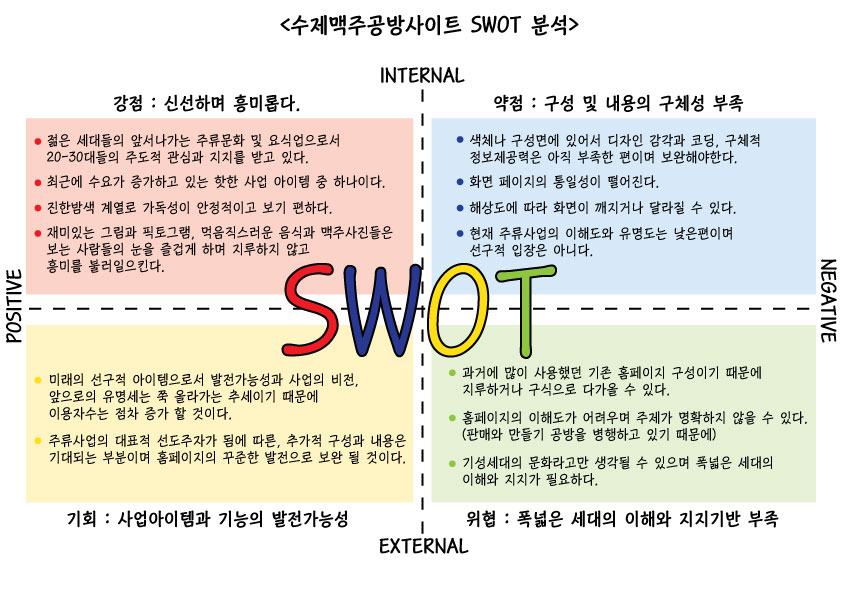 <수제맥주공방사이트 SWOT 분석>
INTERNAL
강점 : 신선하며 흥미롭다.
약점 : 구성 및 내용의 구체성 부족
젊은 세대들의 앞서나가는 주류문화 및 요식업으로서
20-30대들의 주도적 관심과 지지를 받고 있다.
최근에 수요가 증가하고 있는 핫한 사업 아이템 중 하나이다.
진한밤색 계열로 가독성이 안정적이고 보기 편하다.
재미있는 그림과 픽토그램, 먹음직스러운 음식과 맥주사진들은
보는 사람들의 눈을 즐겁게 하며 지루하지 않고
흥미를 불러일으킨다.
색체나 구성면에 있어서 디자인 감각과 코딩, 구체적
정보제공력은 아직 부족한 편이며 보완해야한다.
화면 페이지의 통일성이 떨어진다.
해상도에 따라 화면이 깨지거나 달라질 수 있다.
현재 주류사업의 이해도와 유명도는 낮은편이며
선구적 입장은 아니다.
POSITIVE
SWOT
NEGATIVE
미래의 선구적 아이템으로서 발전가능성과 사업의 비전,
앞으로의 유명세는 쭉 올라가는 추세이기 때문에
이용자수는 점차 증가 할 것이다.
주류사업의 대표적 선도주자가 됨에 따른, 추가적 구성과 내용은
기대되는 부분이며 홈페이지의 꾸준한 발전으로 보완 될 것이다.
과거에 많이 사용했던 기존 홈페이지 구성이기 때문에
지루하거나 구식으로 다가올 수 있다.
홈페이지의 이해도가 어려우며 주제가 명확하지 않을 수 있다.
(판매와 만들기 공방을 병행하고 있기 때문에)
기성세대의 문화라고만 생각될 수 있으며 폭넓은 세대의
이해와 지지가 필요하다.
기회 : 사업아이템과 기능의 발전가능성
위협 : 폭넓은 세대의 이해와 지지기반 부족
EXTERNAL